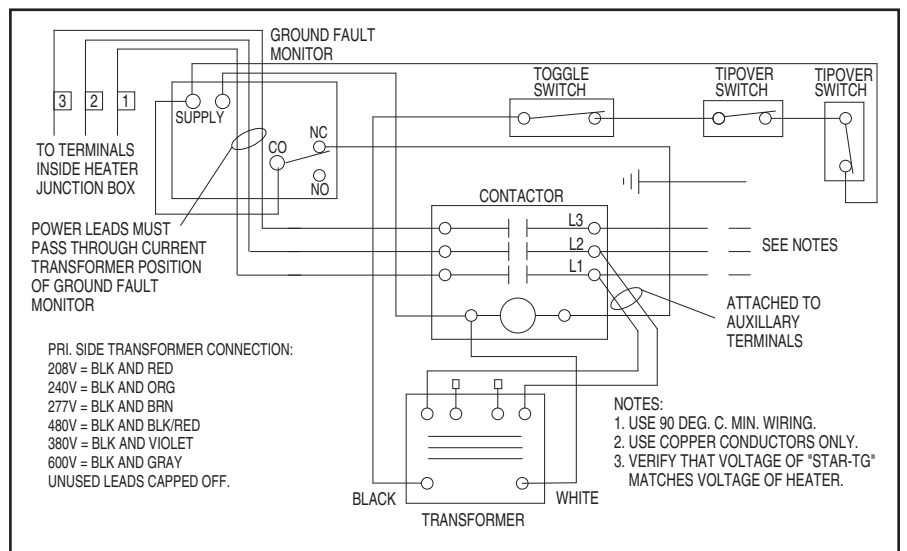 GROUND FAULT
MONITOR
3 2 1
TO TERMINALS
INSIDE HEATER
JUNCTION BOX
SUPPLY
CO
NC
NO
TOGGLE
SWITCH
TIPOVER
SWITCH
TIPOVER
SWITCH
POWER LEADS MUST
PASS THROUGH CURRENT
TRANSFORMER POSITION
OF GROUND FAULT
MONITOR
CONTACTOR
L3
L2
L1
SEE NOTES
ATTACHED TO
AUXILLARY
TERMINALS
PRI. SIDE TRANSFORMER CONNECTION:
208V = BLK AND RED
240V = BLK AND ORG
277V = BLK AND BRN
480V = BLK AND BLK/RED
380V = BLK AND VIOLET
600V = BLK AND GRAY
UNUSED LEADS CAPPED OFF.
BLACK
WHITE
TRANSFORMER
NOTES:
1. USE 90 DEG. C. MIN. WIRING.
2. USE COPPER CONDUCTORS ONLY.
3. VERIFY THAT VOLTAGE OF "STAR-TG"
MATCHES VOLTAGE OF HEATER.